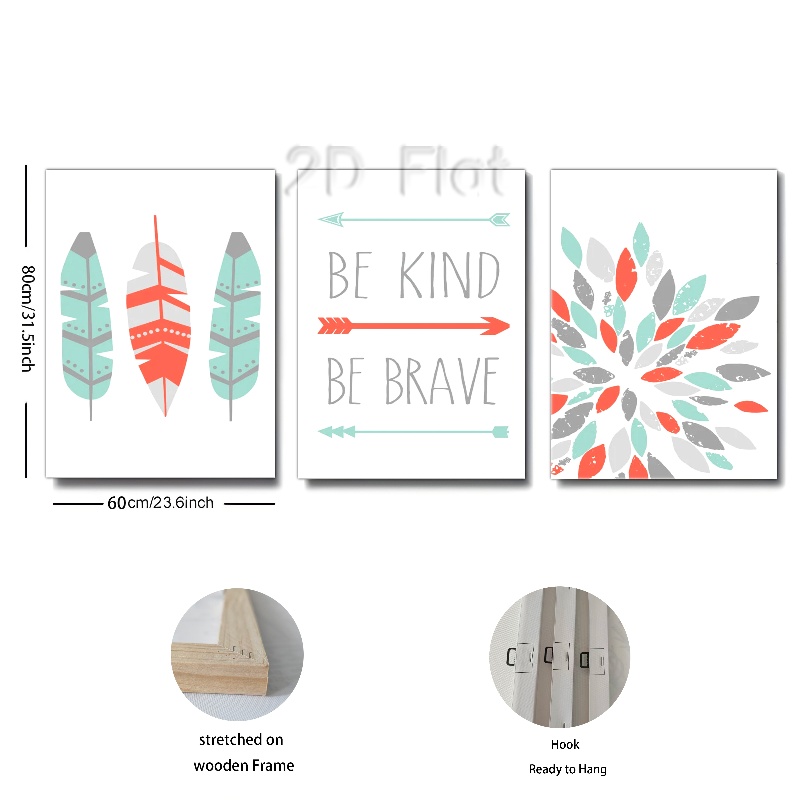 2D Flat
BE KIND
BE BRAVE
80cm/31.5inch
60cm/23.6inch
stretched on
wooden Frame
Hook
Ready to Hang